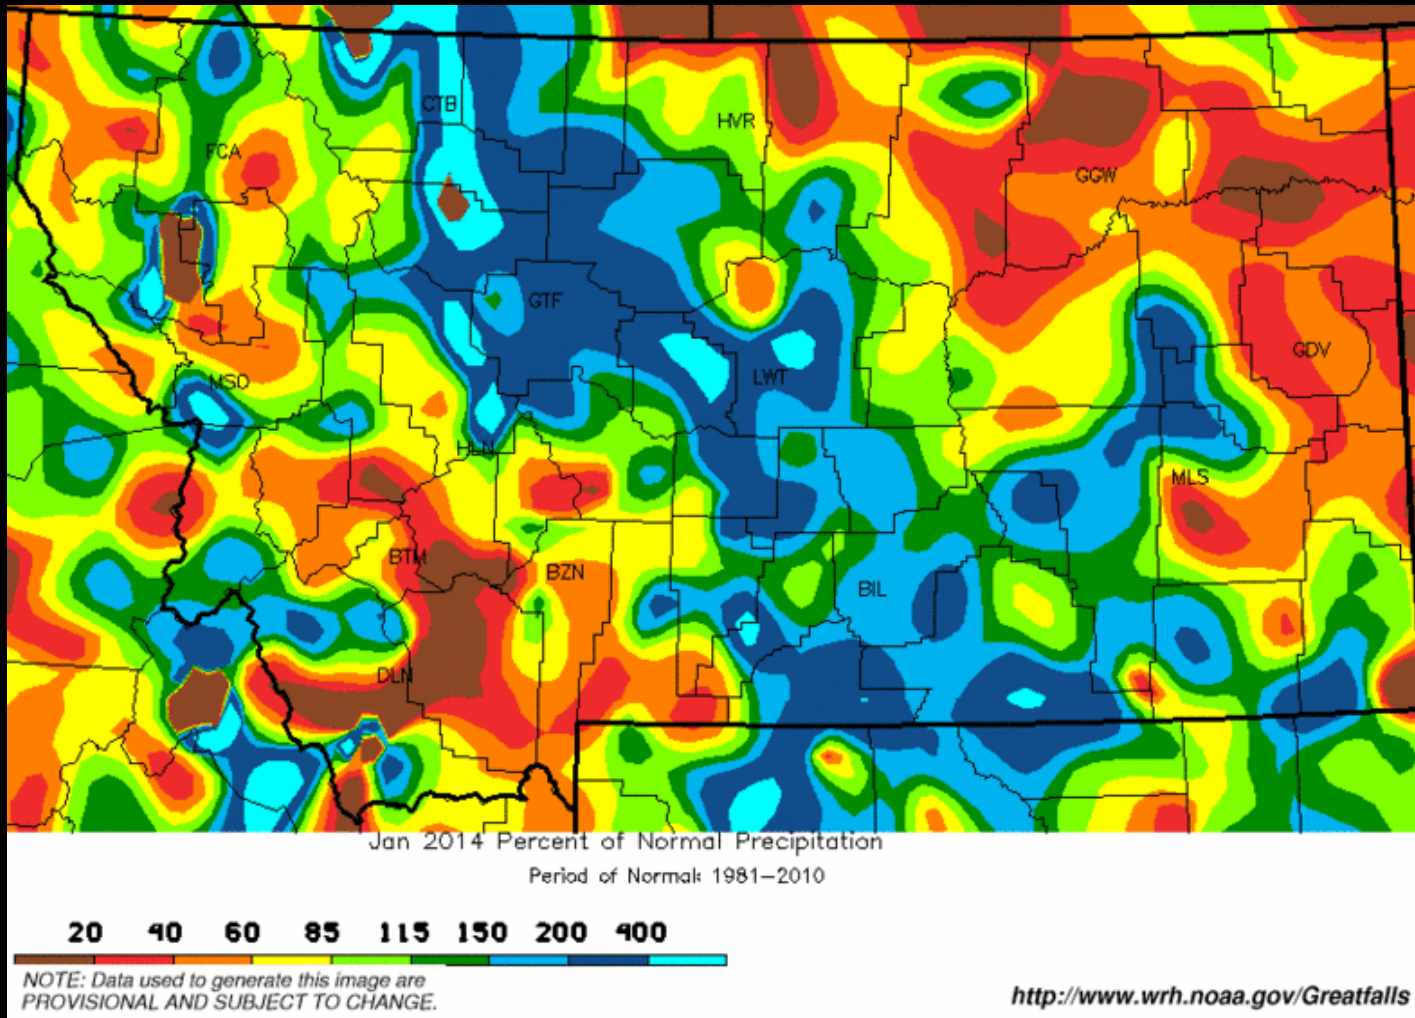 CTB
HVR
FCA
GGW
GTF
GDV
MSO
LWT
HLN
MLS
BTM
BZN
BIL
DLN
Jan 2014 Percent of Normal Precipitation
Period of Normal: 1981-2010
20 40 60 85 115 150 200 400
NOTE: Data used to generate this image are
PROVISIONAL AND SUBJECT TO CHANGE.
http://www.wrh.noaa.gov/Greatfalls